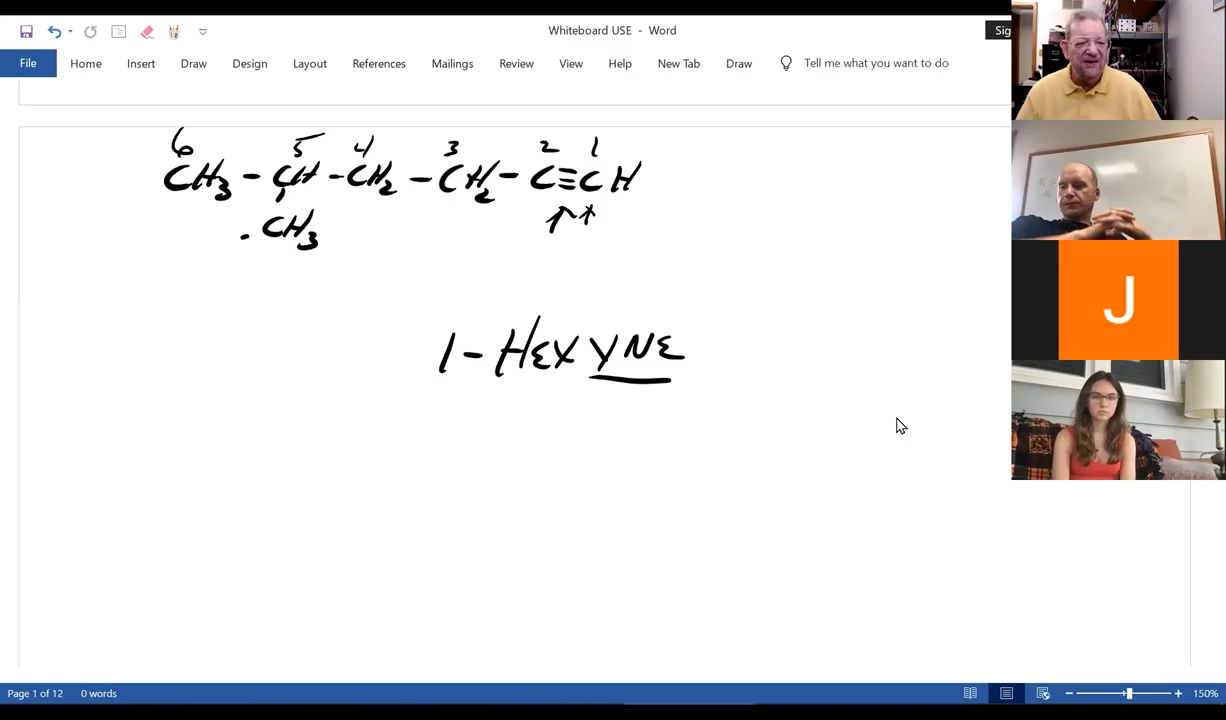 Whiteboard USE - Word
File Home Insert Draw Design Layout References Mailings Review View Help New Tab Draw Tell me what you want to do
6 5 4 3 2 1
CH3 - CH - CH2 - CH2 - C≡CH
CH3
1 - HEXYNE
J
Page 1 of 12 0 words
150%